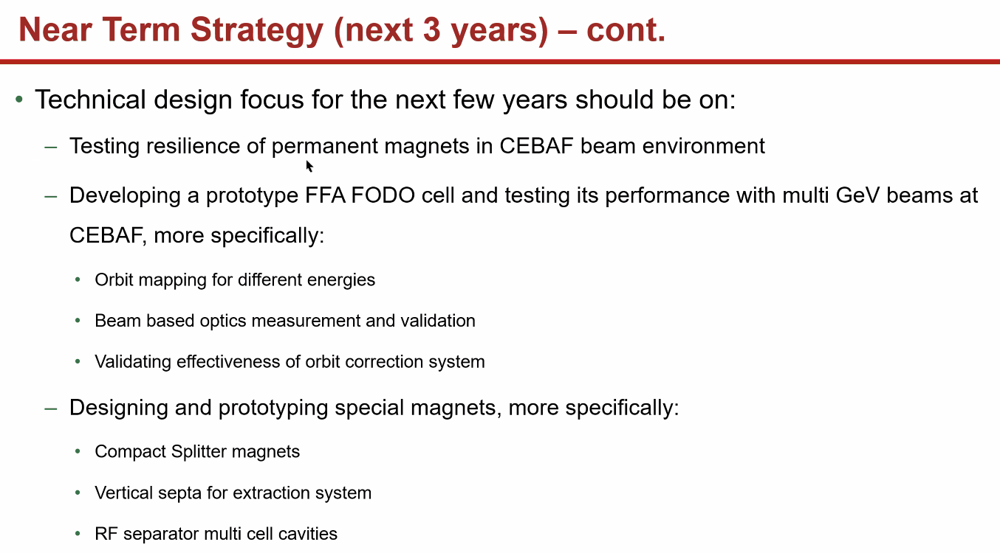 Near Term Strategy (next 3 years) – cont.
• Technical design focus for the next few years should be on:
– Testing resilience of permanent magnets in CEBAF beam environment
– Developing a prototype FFA FODO cell and testing its performance with multi GeV beams at
CEBAF, more specifically:
• Orbit mapping for different energies
• Beam based optics measurement and validation
• Validating effectiveness of orbit correction system
– Designing and prototyping special magnets, more specifically:
• Compact Splitter magnets
• Vertical septa for extraction system
• RF separator multi cell cavities